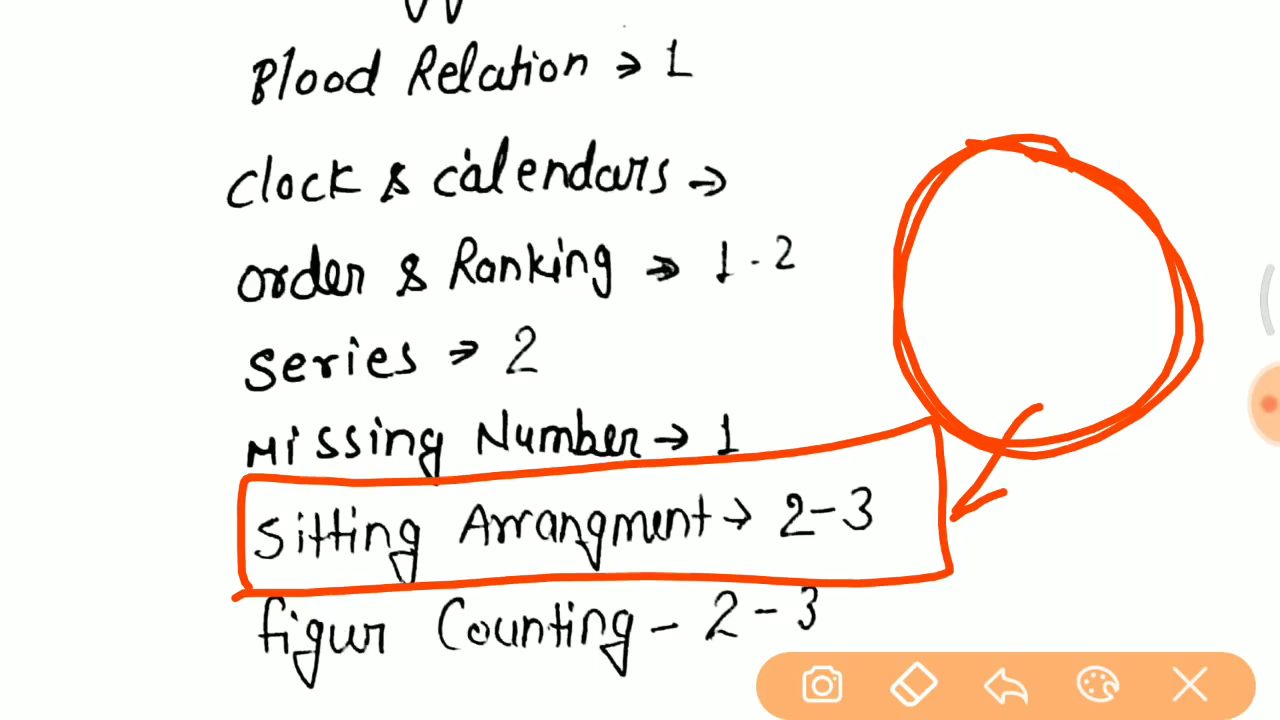 Blood Relation → 1
Clock & Calendars →
Order & Ranking → 1-2
Series → 2
Missing Number → 1
Sitting Arrangment → 2-3
figur Counting - 2-3